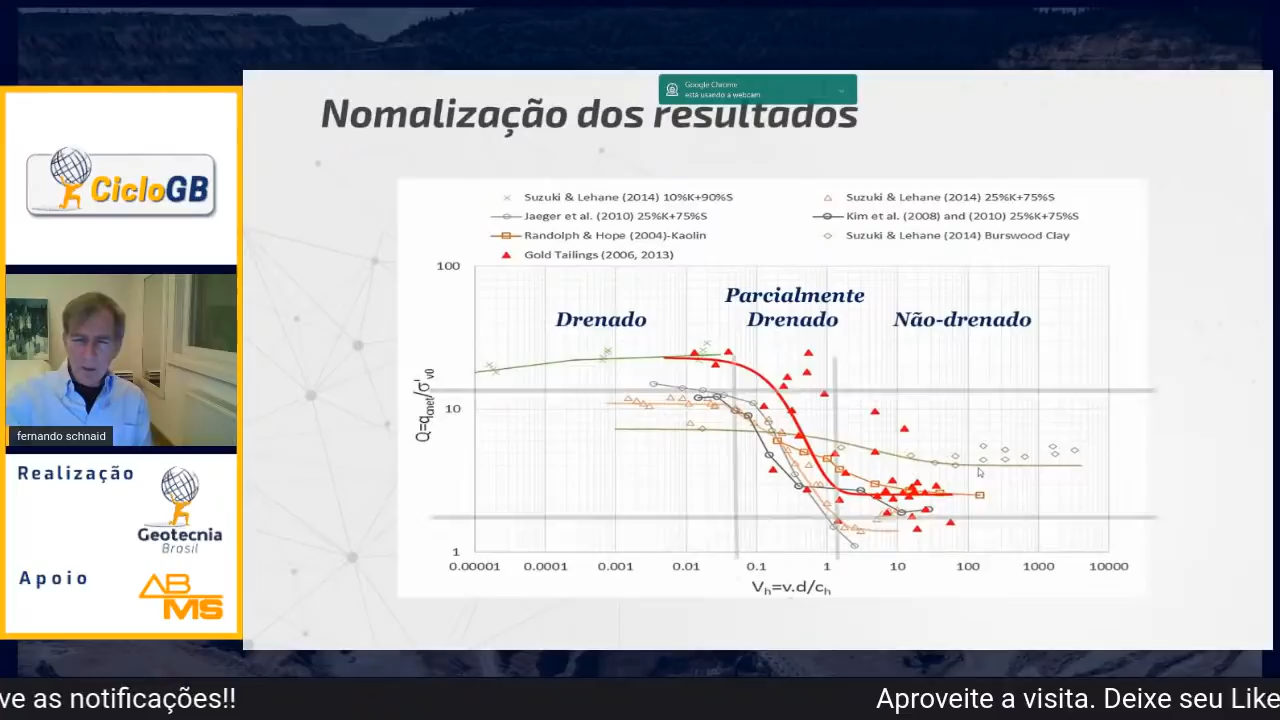 Google Chrome
está usando a webcam
Nomalização dos resultados
CicloGB
Suzuki & Lehane (2014) 10%K+90%S
Suzuki & Lehane (2014) 25%K+75%S
Jaeger et al. (2010) 25%K+75%S
Kim et al. (2008) and (2010) 25%K+75%S
Randolph & Hope (2004)-Kaolin
Suzuki & Lehane (2014) Burswood Clay
Gold Tailings (2006, 2013)
100
10
1
Q=qcnet/σ'v0
Drenado
Parcialmente
Drenado
Não-drenado
0.00001
0.0001
0.001
0.01
0.1
1
10
100
1000
10000
Vh=v.d/ch
fernando schnaid
Realização
Geotecnia
Brasil
Apoio
ABMS
ve as notificações!!
Aproveite a visita. Deixe seu Like